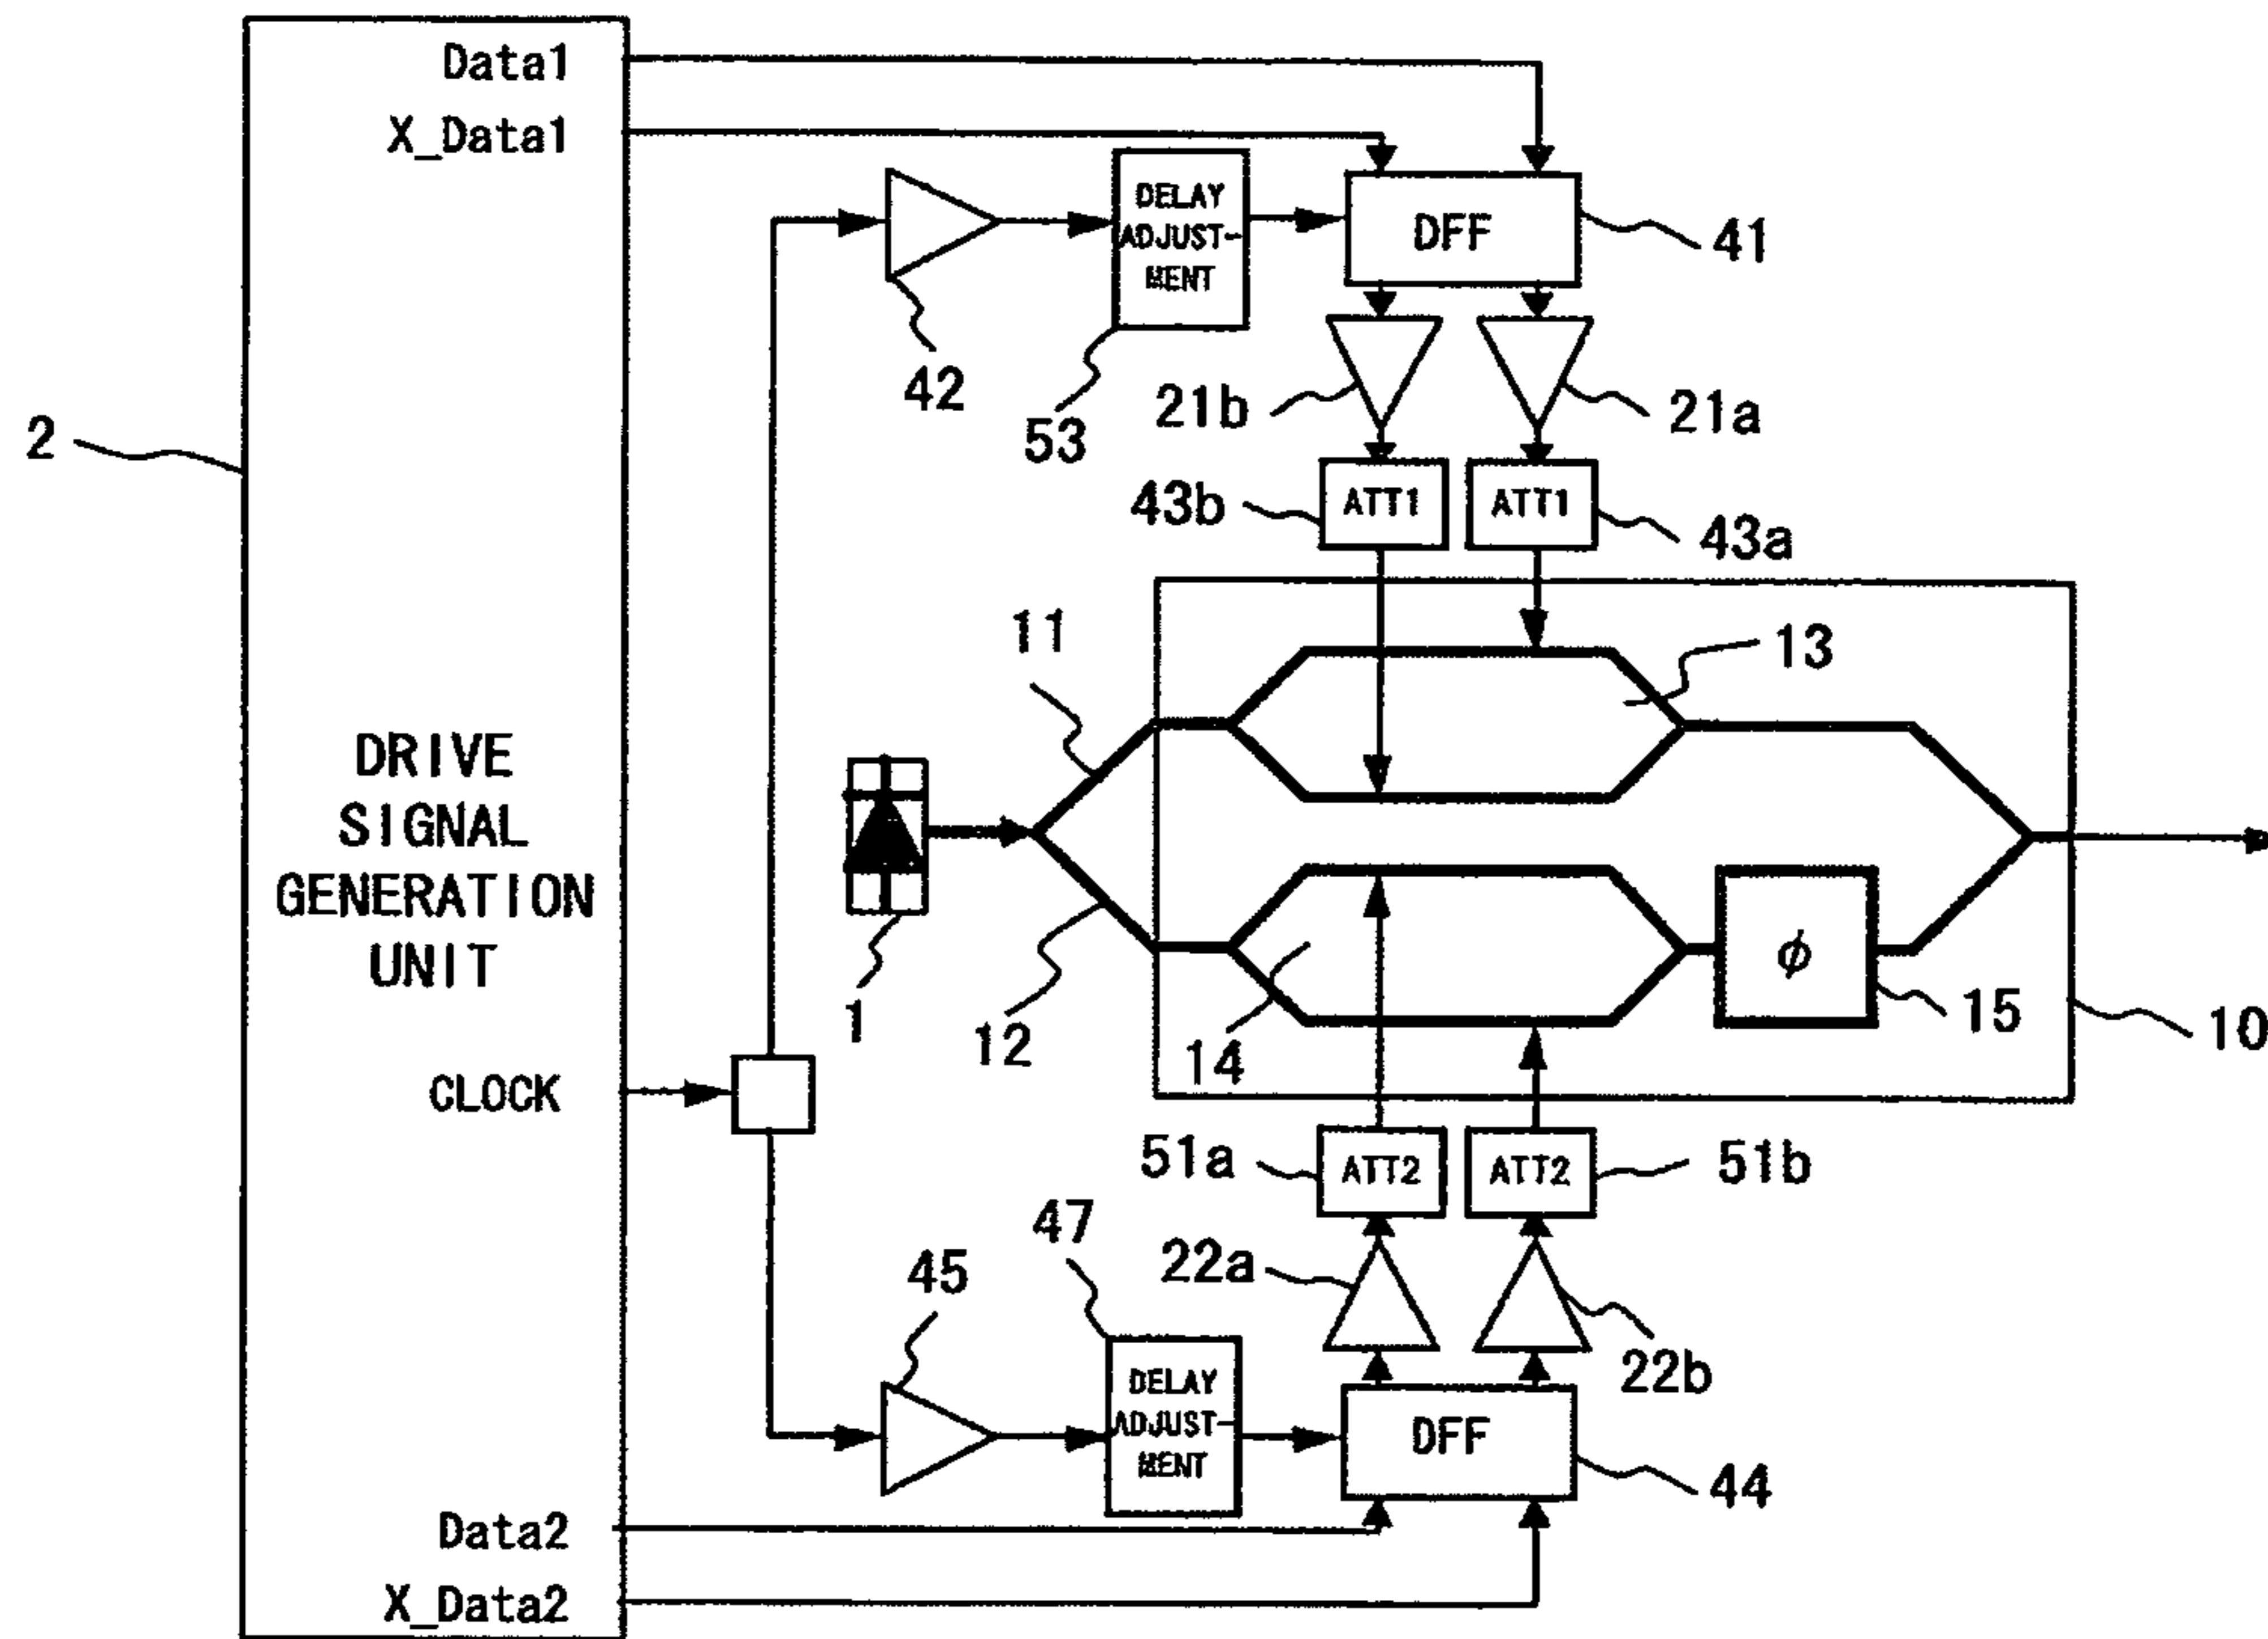 Data1
X_Data1
DELAY
ADJUST-
MENT
DFF
41
42
53
21b
21a
2
43b
ATT1
ATT1
43a
11
13
DRIVE
SIGNAL
GENERATION
UNIT
1
12
14
φ
15
10
CLOCK
51a
ATT2
ATT2
51b
47
45
22a
22b
DELAY
ADJUST-
MENT
DFF
44
Data2
X_Data2